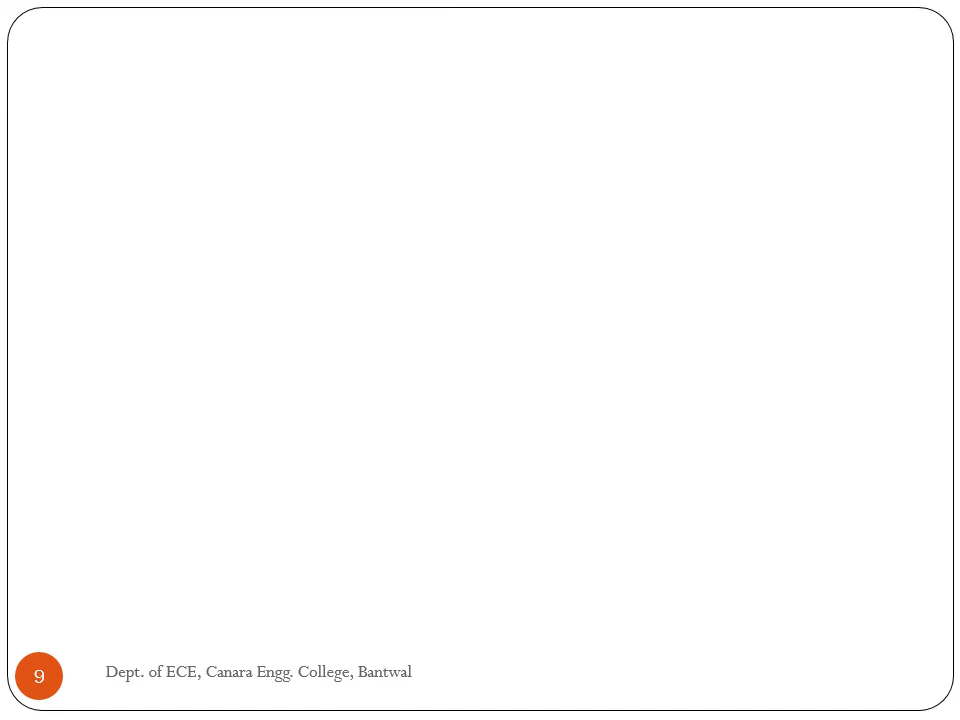 9
Dept. of ECE, Canara Engg. College, Bantwal